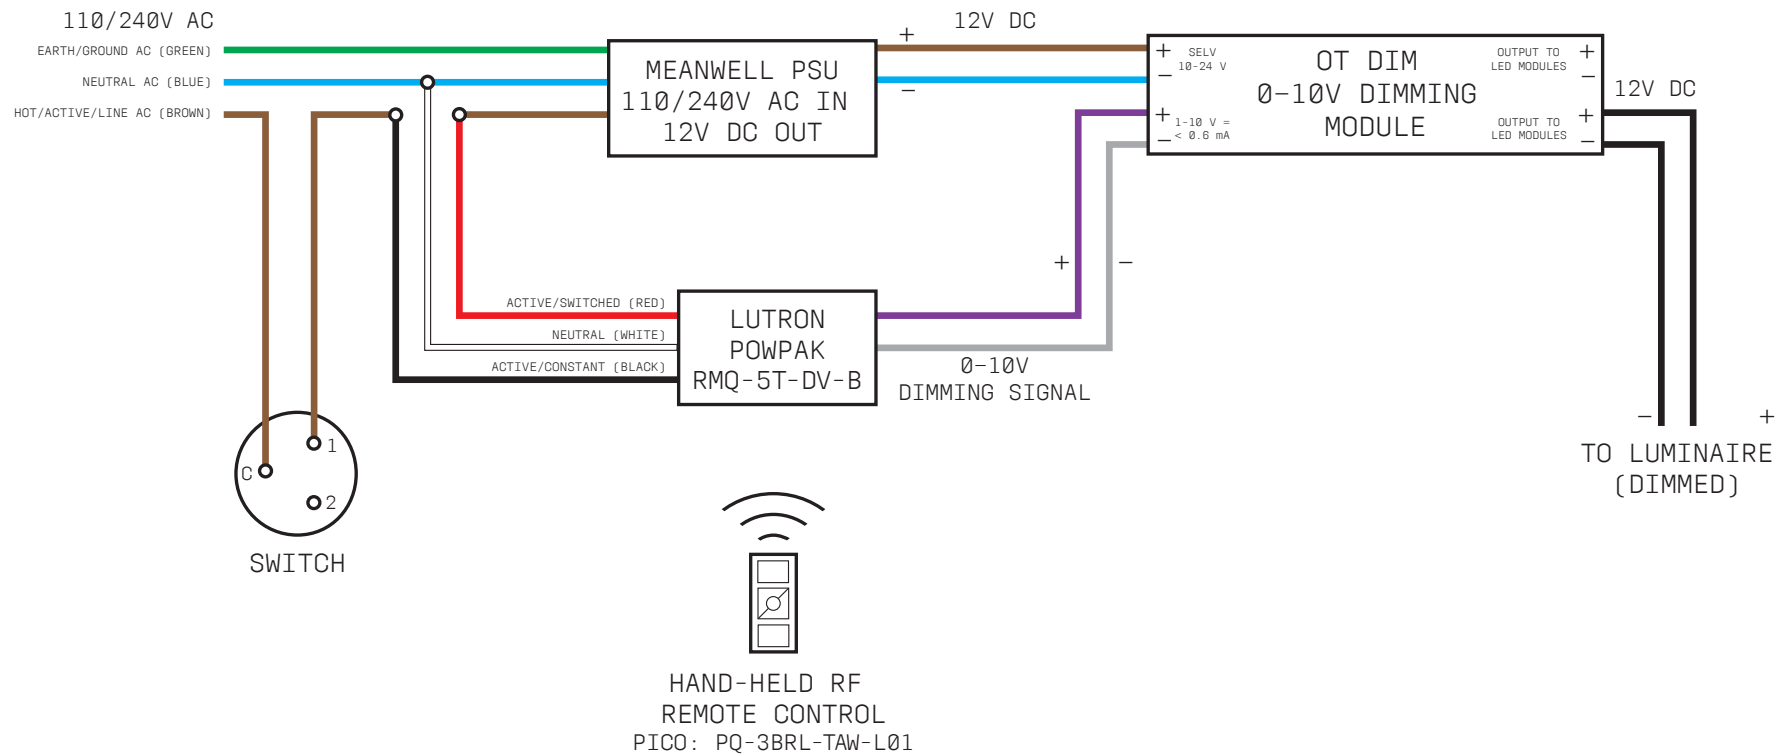 110/240V AC
EARTH/GROUND AC (GREEN)
NEUTRAL AC (BLUE)
HOT/ACTIVE/LINE AC (BROWN)
MEANWELL PSU
110/240V AC IN
12V DC OUT
+
12V DC
−
+
SELV
10-24 V
−
+
1-10 V =
< 0.6 mA
−
OT DIM
0–10V DIMMING
MODULE
OUTPUT TO
LED MODULES
+
−
OUTPUT TO
LED MODULES
+
−
12V DC
+
−
ACTIVE/SWITCHED (RED)
NEUTRAL (WHITE)
ACTIVE/CONSTANT (BLACK)
LUTRON
POWPAK
RMQ-5T-DV-B
0–10V
DIMMING SIGNAL
−
+
TO LUMINAIRE
(DIMMED)
C
1
2
SWITCH
HAND-HELD RF
REMOTE CONTROL
PICO: PQ-3BRL-TAW-L01